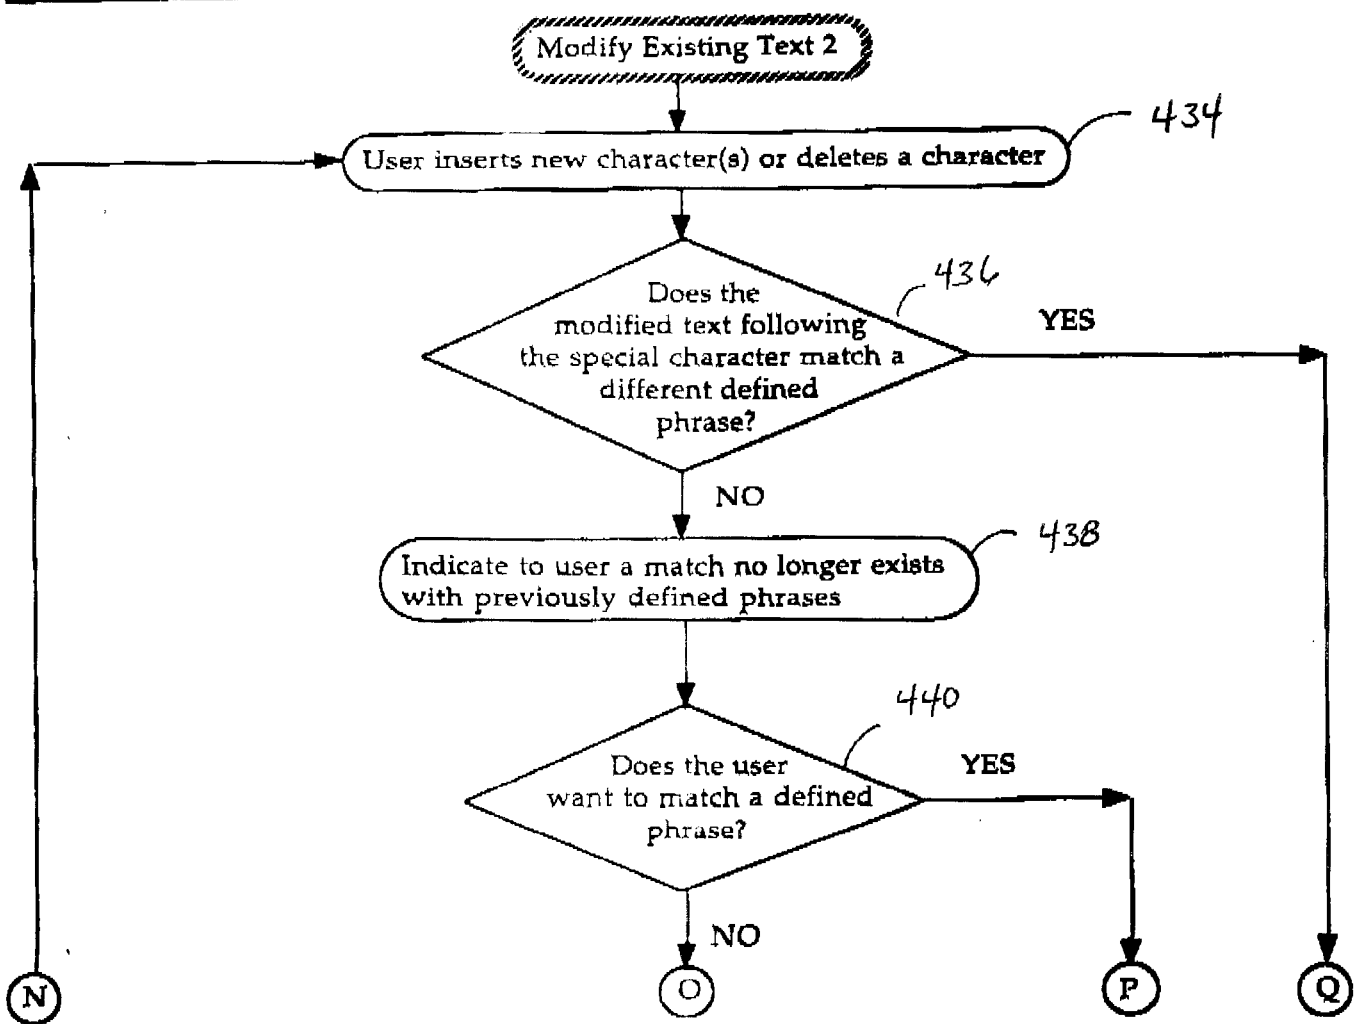 Modify Existing Text 2
434
User inserts new character(s) or deletes a character
436
Does the
modified text following
the special character match a
different defined
phrase?
YES
NO
438
Indicate to user a match no longer exists
with previously defined phrases
440
Does the user
want to match a defined
phrase?
YES
NO
N
O
P
Q